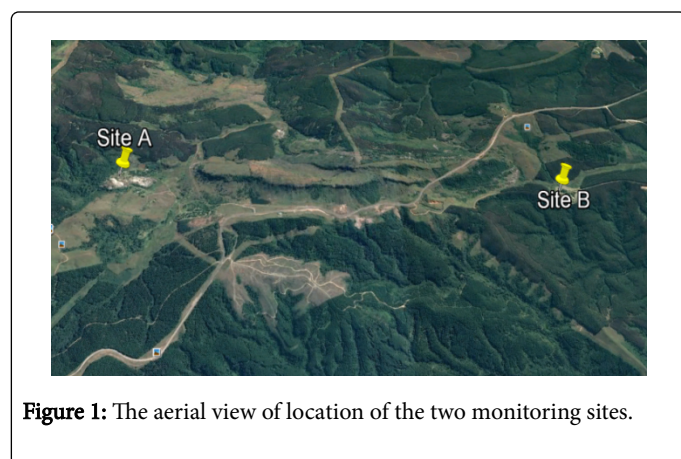 Site A
Site B
Figure 1: The aerial view of location of the two monitoring sites.